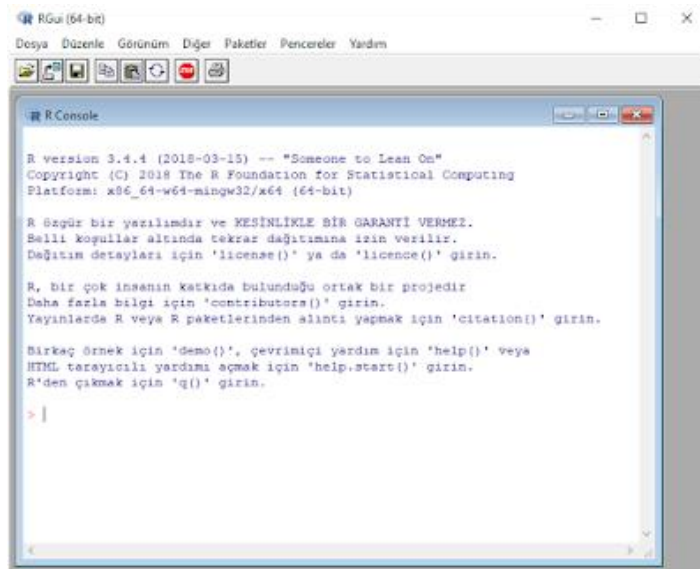 RGui (64-bit)
Dosya Düzenle Görünüm Diğer Paketler Pencereler Yardım
STOP
R Console
R version 3.4.4 (2018-03-15) -- "Someone to Lean On"
Copyright (C) 2018 The R Foundation for Statistical Computing
Platform: x86_64-w64-mingw32/x64 (64-bit)
R özgür bir yazılımdır ve KESİNLİKLE BİR GARANTİ VERMEZ.
Belli koşullar altında tekrar dağıtımına izin verilir.
Dağıtım detayları için 'license()' ya da 'licence()' girin.
R, bir çok insanın katkıda bulunduğu ortak bir projedir
Daha fazla bilgi için 'contributors()' girin.
Yayınlarda R veya R paketlerinden alıntı yapmak için 'citation()' girin.
Birkaç örnek için 'demo()', çevrimiçi yardım için 'help()' veya
HTML tarayıcılı yardımı açmak için 'help.start()' girin.
R'den çıkmak için 'q()' girin.
>